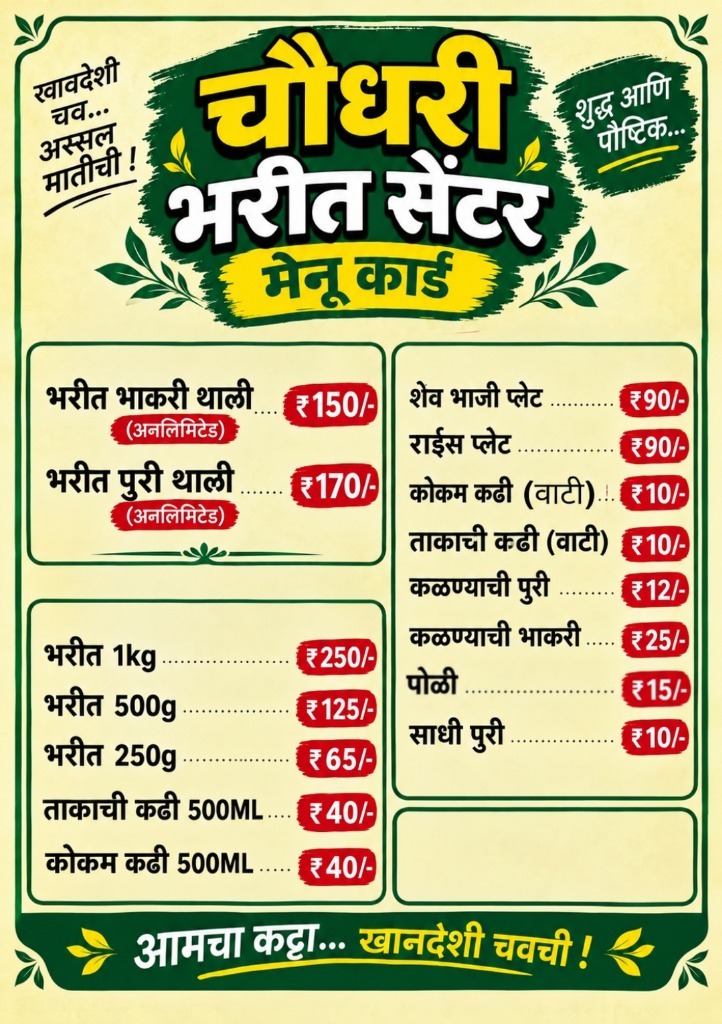 खावदेशी
चव...
अस्सल
मातीची !
चौधरी
भरीत सेंटर
मेनू कार्ड
शुद्ध आणि
पौष्टिक...
भरीत भाकरी थाली .... ₹150/-
(अनलिमिटेड)
भरीत पुरी थाली ....... ₹170/-
(अनलिमिटेड)
भरीत 1kg ...................... ₹250/-
भरीत 500g .................. ₹125/-
भरीत 250g .................. ₹65/-
ताकाची कढी 500ML .... ₹40/-
कोकम कढी 500ML ..... ₹40/-
शेव भाजी प्लेट ........... ₹90/-
राईस प्लेट .................. ₹90/-
कोकम कढी (वाटी) .. ₹10/-
ताकाची कढी (वाटी) ₹10/-
कळण्याची पुरी ......... ₹12/-
कळण्याची भाकरी ..... ₹25/-
पोळी .......................... ₹15/-
साधी पुरी ................... ₹10/-
आमचा कट्टा... खानदेशी चवची !